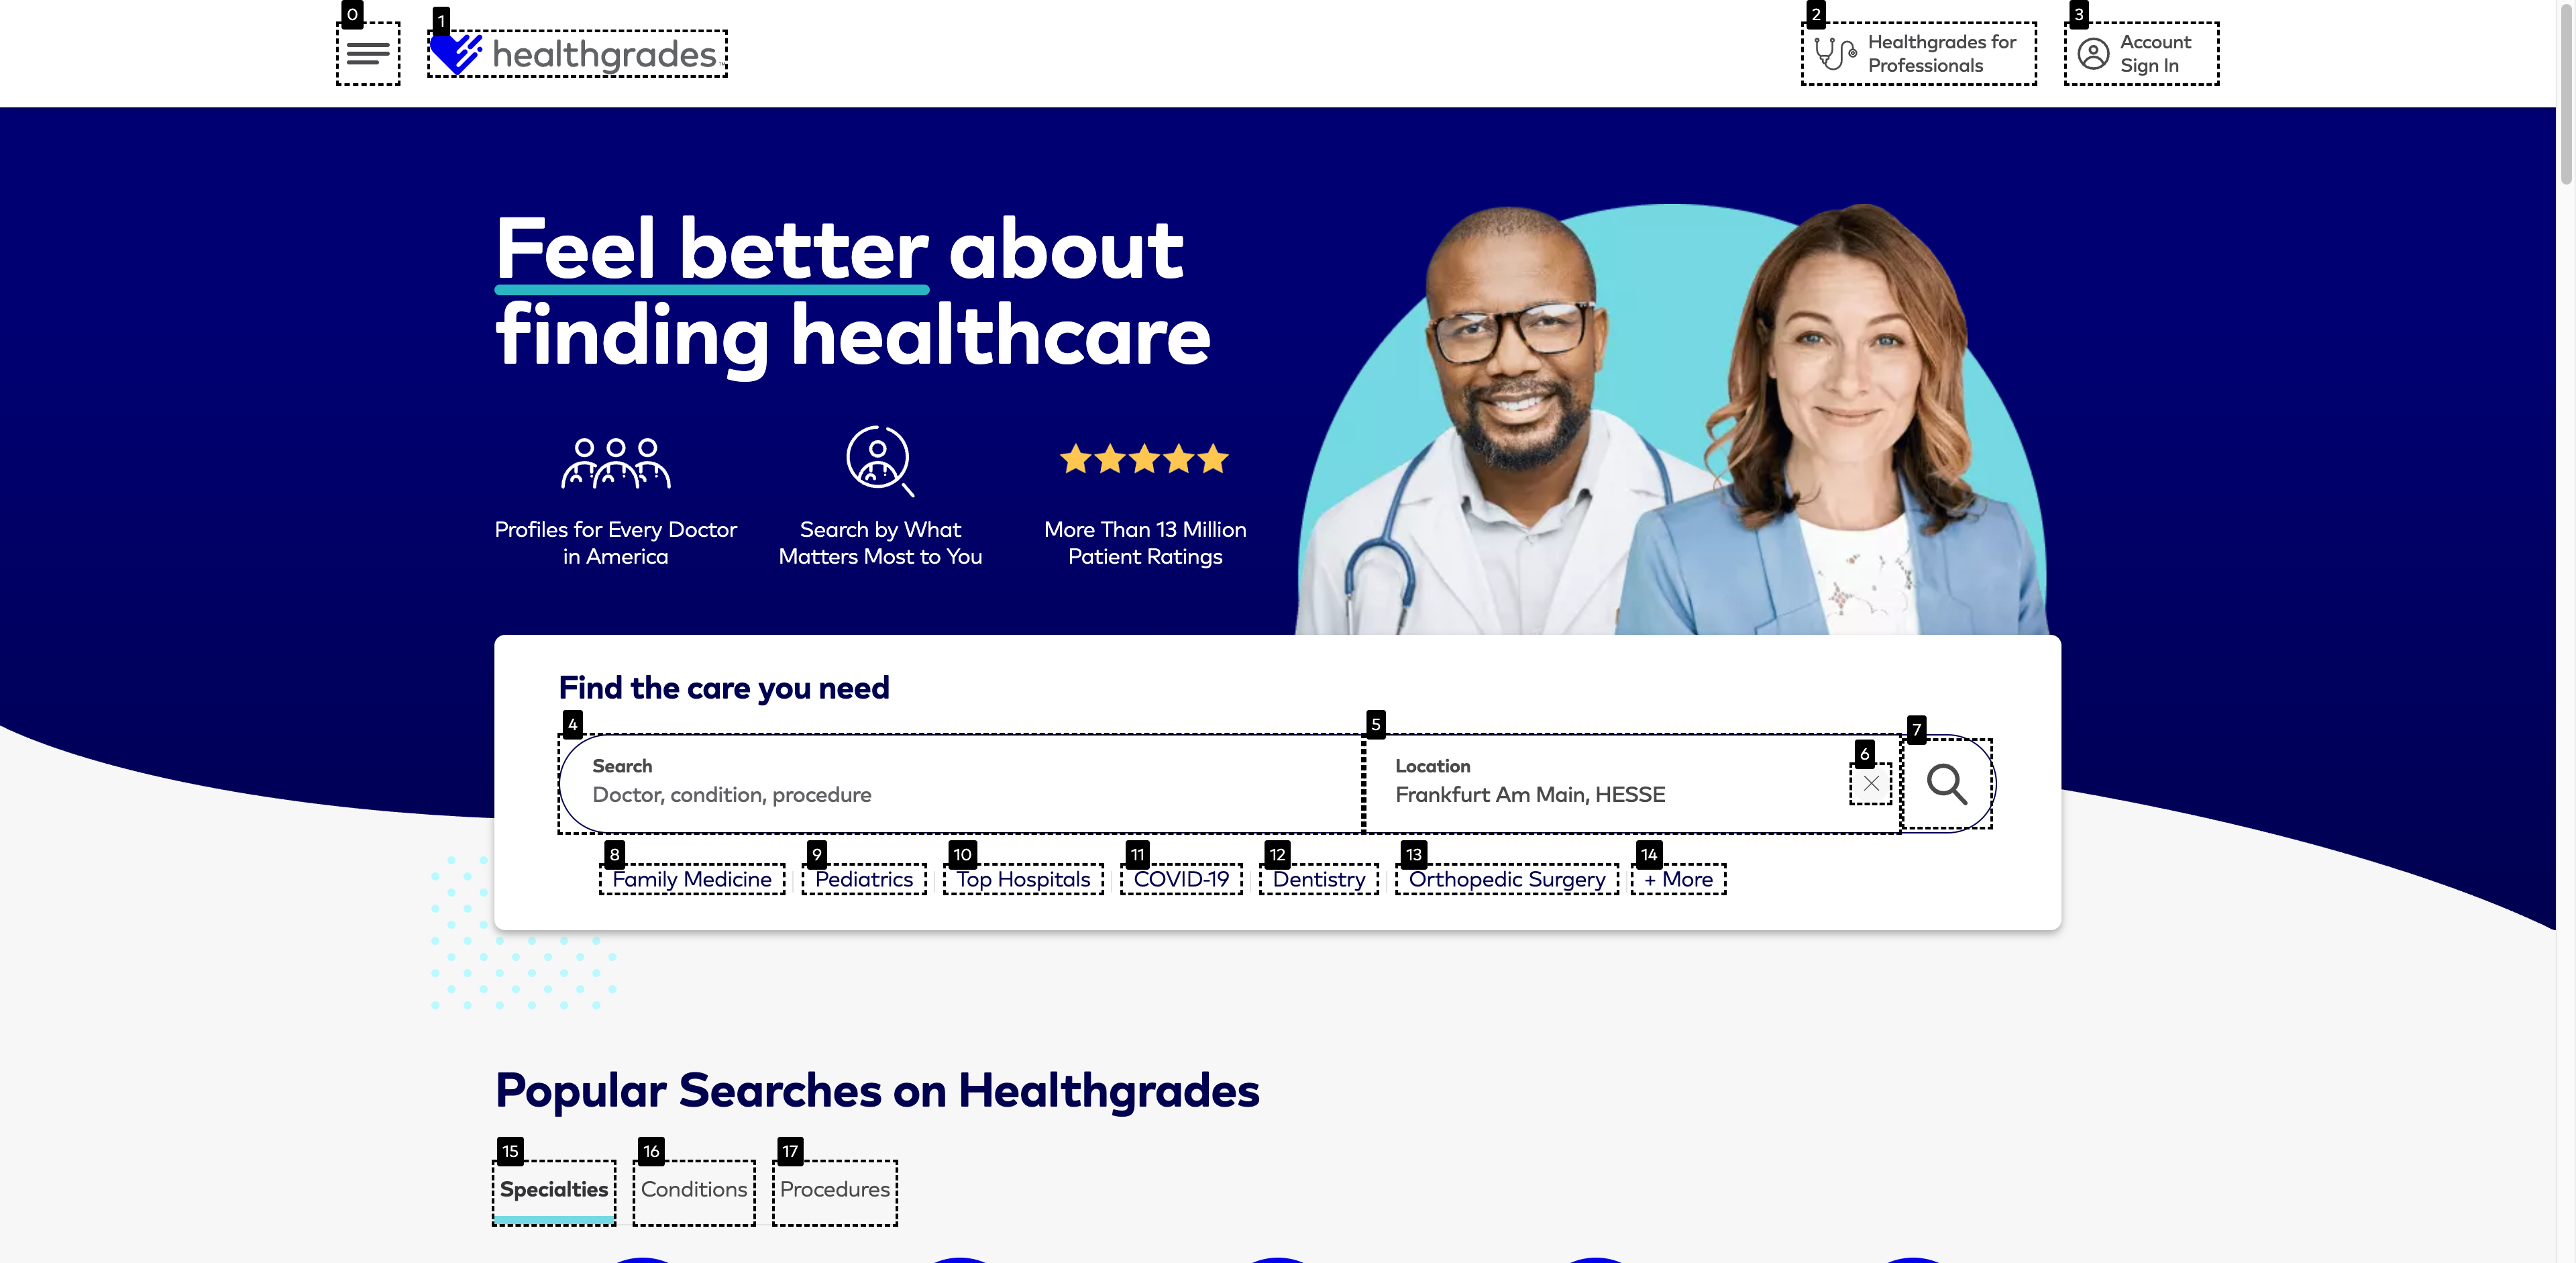 0
1
healthgrades
2
Healthgrades for
Professionals
3
Account
Sign In
Feel better about
finding healthcare
Profiles for Every Doctor
in America
Search by What
Matters Most to You
More Than 13 Million
Patient Ratings
Find the care you need
4
Search
Doctor, condition, procedure
5
Location
Frankfurt Am Main, HESSE
6
7
8
Family Medicine
9
Pediatrics
10
Top Hospitals
11
COVID-19
12
Dentistry
13
Orthopedic Surgery
14
+ More
Popular Searches on Healthgrades
15
Specialties
16
Conditions
17
Procedures